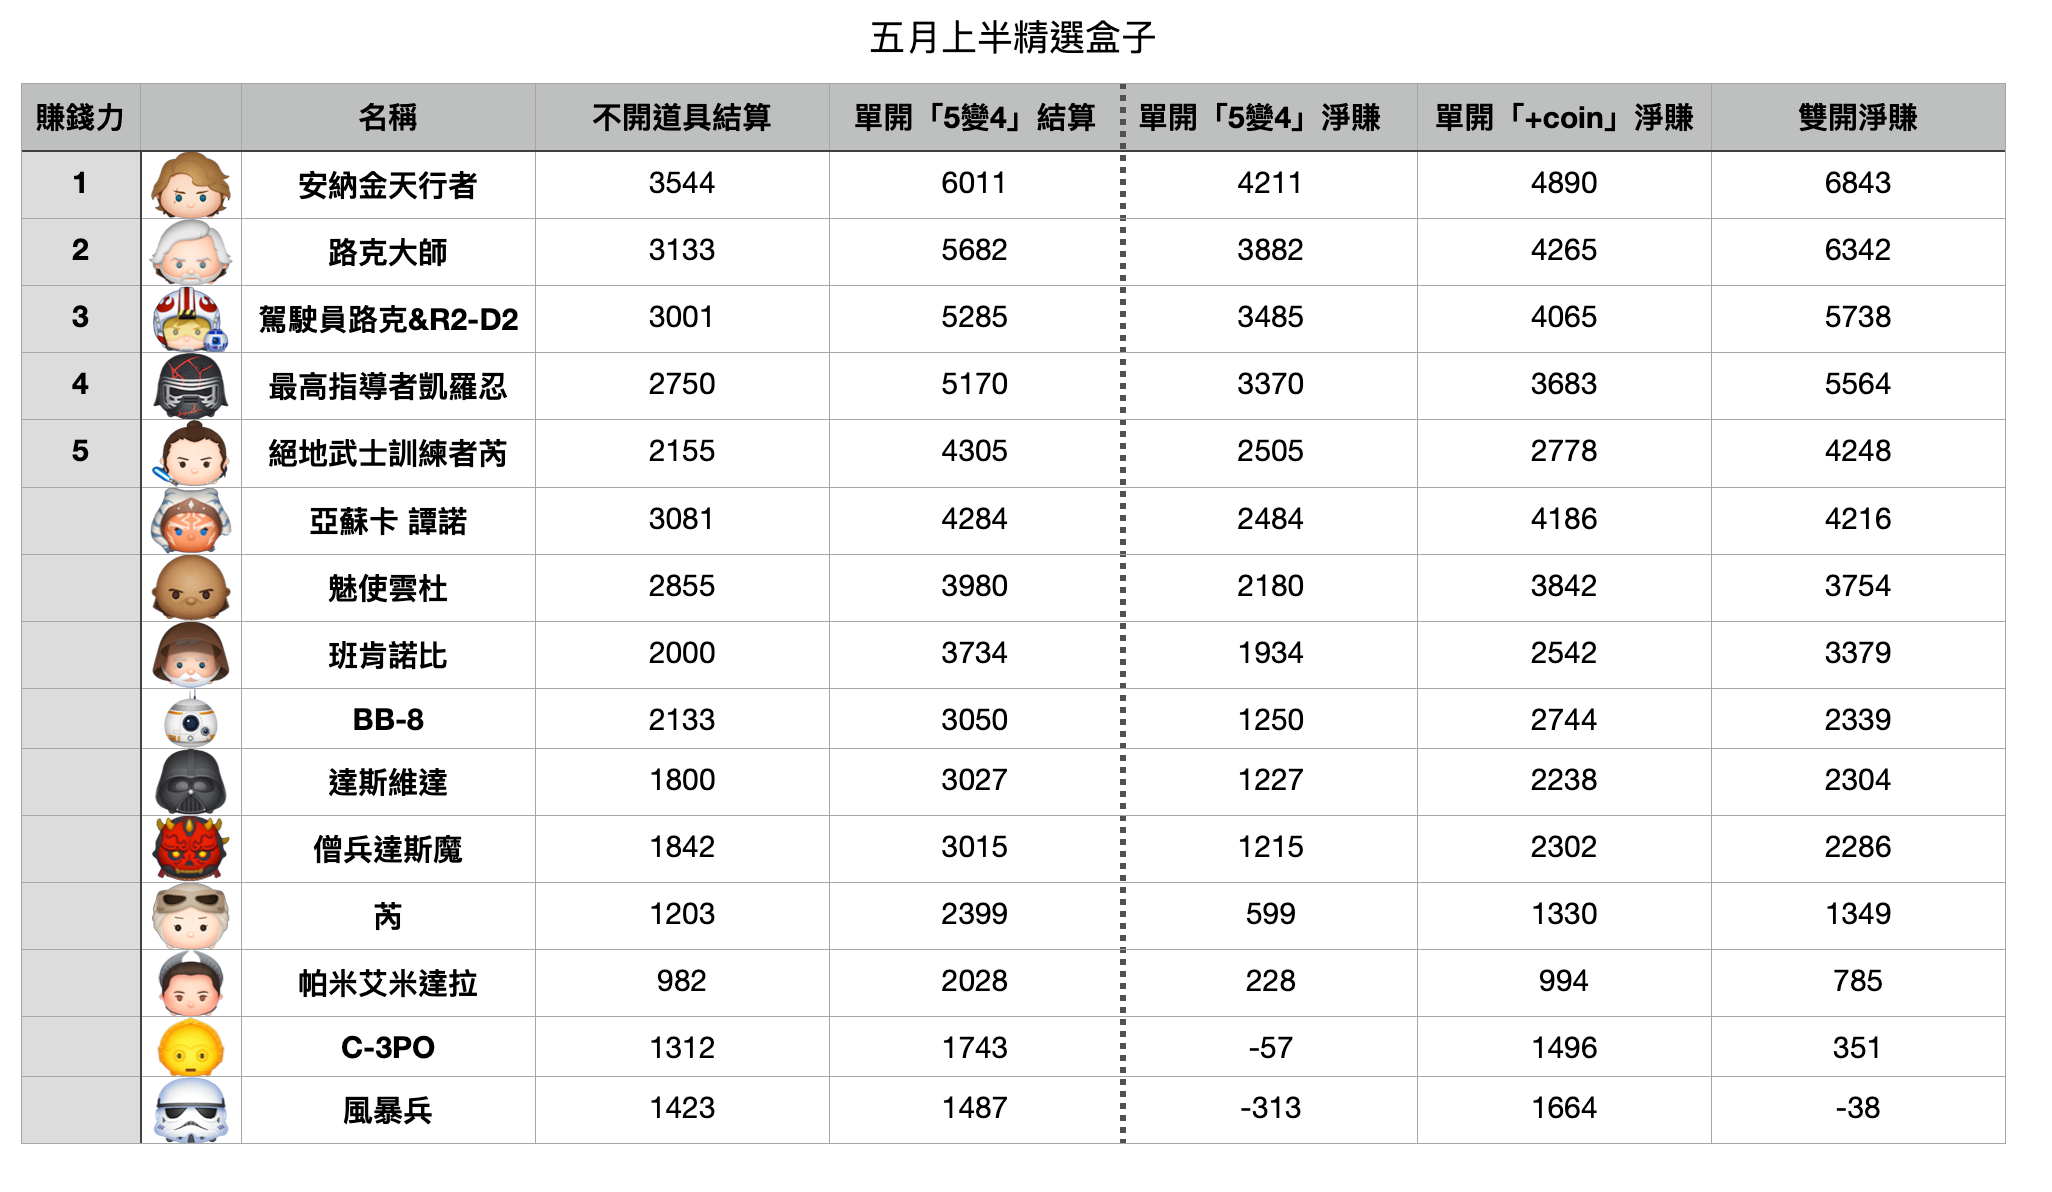 五月上半精選盒子
賺錢力 名稱 不開道具結算 單開「5變4」結算 單開「5變4」淨賺 單開「+coin」淨賺 雙開淨賺
1 安納金天行者 3544 6011 4211 4890 6843
2 路克大師 3133 5682 3882 4265 6342
3 駕駛員路克&R2-D2 3001 5285 3485 4065 5738
4 最高指導者凱羅忍 2750 5170 3370 3683 5564
5 絕地武士訓練者芮 2155 4305 2505 2778 4248
亞蘇卡 譚諾 3081 4284 2484 4186 4216
魅使雲杜 2855 3980 2180 3842 3754
班肯諾比 2000 3734 1934 2542 3379
BB-8 2133 3050 1250 2744 2339
達斯維達 1800 3027 1227 2238 2304
僧兵達斯魔 1842 3015 1215 2302 2286
芮 1203 2399 599 1330 1349
帕米艾米達拉 982 2028 228 994 785
C-3PO 1312 1743 -57 1496 351
風暴兵 1423 1487 -313 1664 -38